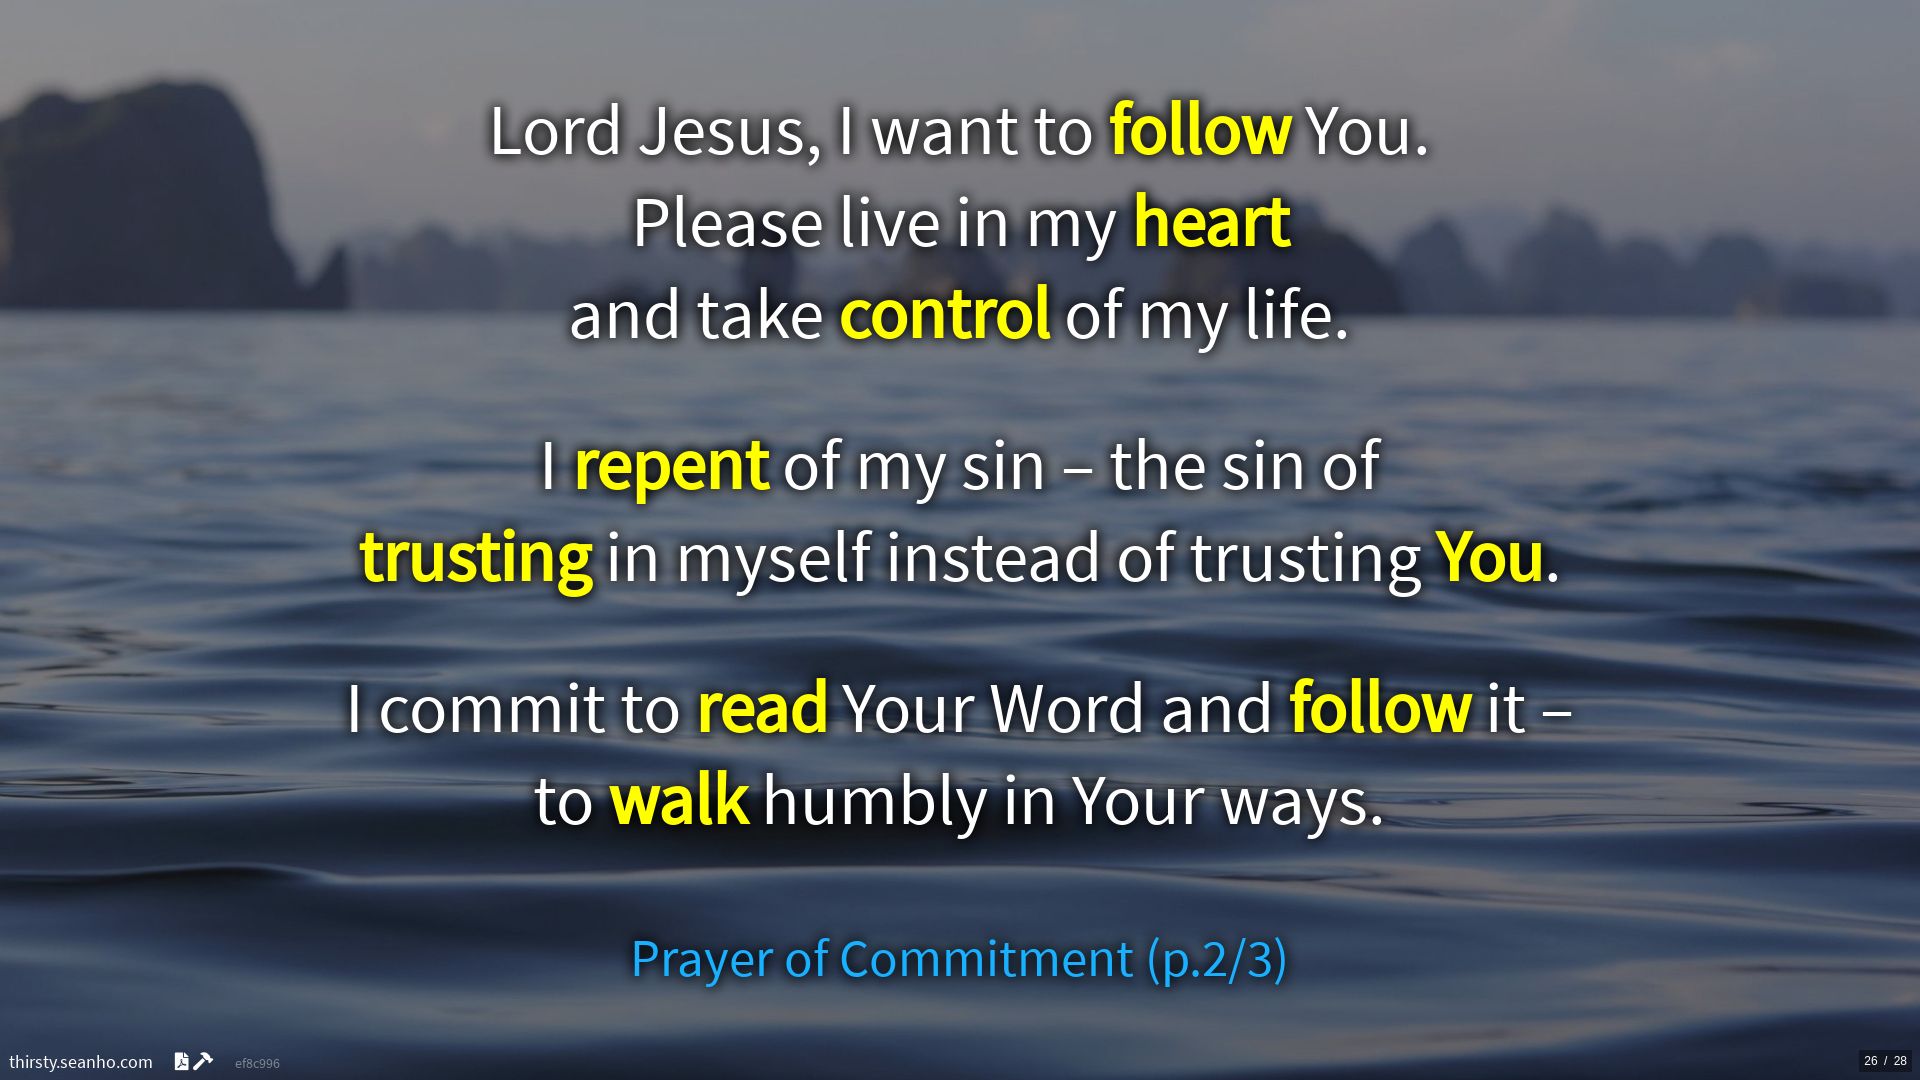 Lord Jesus, I want to follow You.
Please live in my heart
and take control of my life.
I repent of my sin – the sin of
trusting in myself instead of trusting You.
I commit to read Your Word and follow it –
to walk humbly in Your ways.
Prayer of Commitment (p.2/3)
thirsty.seanho.com ef8c996
26 / 28